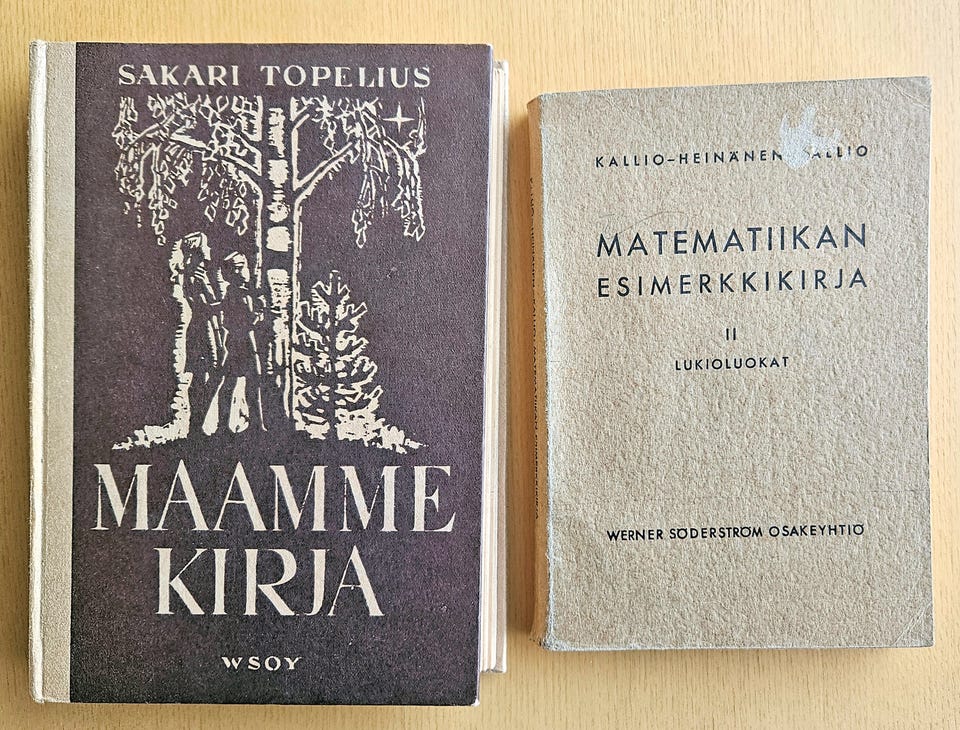 SAKARI TOPELIUS
MAAMME
KIRJA
WSOY
KALLIO-HEINÄNEN
MATEMATIIKAN
ESIMERKKIKIRJA
II
LUKIOLUOKAT
WERNER SÖDERSTRÖM OSAKEYHTIÖ